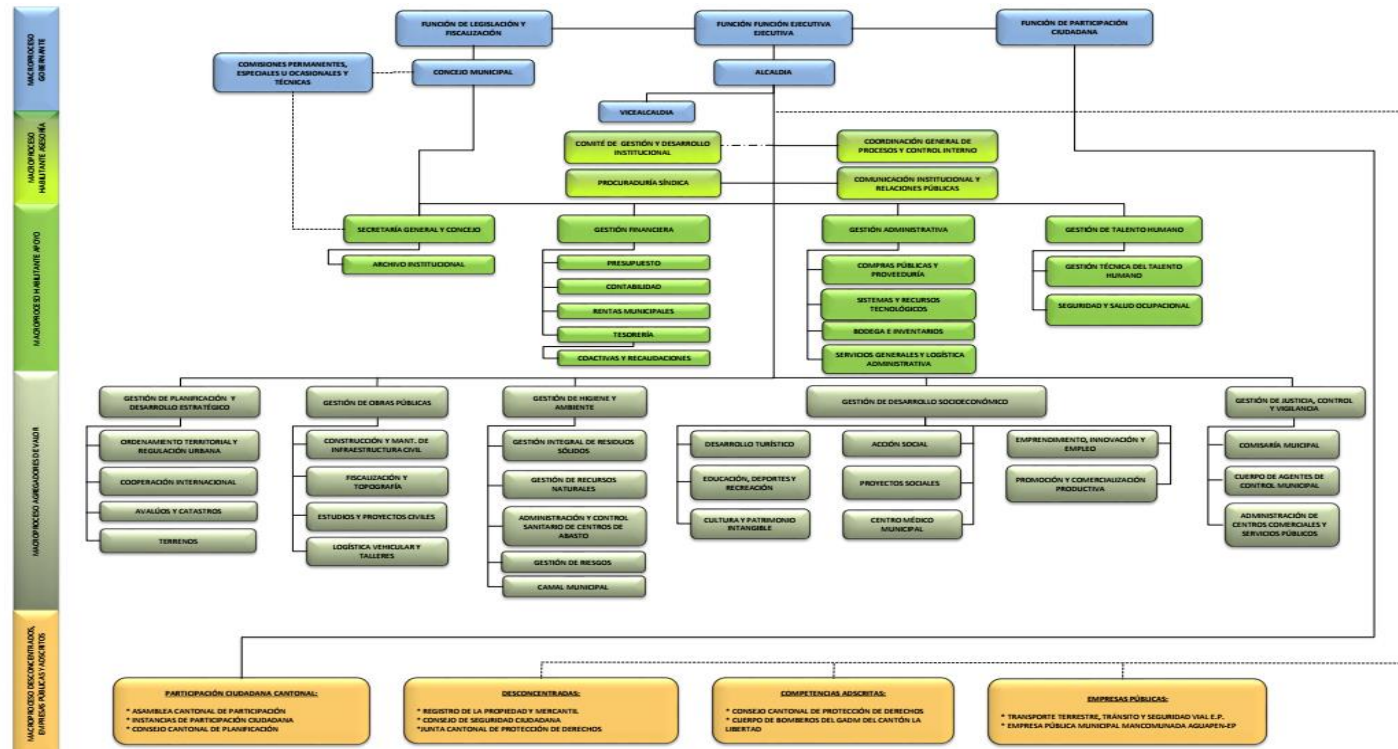 MACROPROCESO
GOBERNANTE
FUNCIÓN DE LEGISLACIÓN Y
FISCALIZACIÓN
FUNCIÓN FUNCIÓN EJECUTIVA
EJECUTIVA
FUNCIÓN DE PARTICIPACIÓN
CIUDADANA
COMISIONES PERMANENTES,
ESPECIALES U OCASIONALES Y
TÉCNICAS
CONCEJO MUNICIPAL
ALCALDIA
VICEALCALDIA
MACROPROCESO
HABILITANTE ASESORÍA
COMITÉ DE GESTIÓN Y DESARROLLO
INSTITUCIONAL
COORDINACIÓN GENERAL DE
PROCESOS Y CONTROL INTERNO
PROCURADURÍA SÍNDICA
COMUNICACIÓN INSTITUCIONAL Y
RELACIONES PÚBLICAS
MACROPROCESO HABILITANTE APOYO
SECRETARÍA GENERAL Y CONCEJO
ARCHIVO INSTITUCIONAL
GESTIÓN FINANCIERA
PRESUPUESTO
CONTABILIDAD
RENTAS MUNICIPALES
TESORERÍA
COACTIVAS Y RECAUDACIONES
GESTIÓN ADMINISTRATIVA
COMPRAS PÚBLICAS Y
PROVEEDURÍA
SISTEMAS Y RECURSOS
TECNOLÓGICOS
BODEGA E INVENTARIOS
SERVICIOS GENERALES Y LOGÍSTICA
ADMINISTRATIVA
GESTIÓN DE TALENTO HUMANO
GESTIÓN TÉCNICA DEL TALENTO
HUMANO
SEGURIDAD Y SALUD OCUPACIONAL
MACROPROCESO AGREGADORES DE VALOR
GESTIÓN DE PLANIFICACIÓN Y
DESARROLLO ESTRATÉGICO
ORDENAMIENTO TERRITORIAL Y
REGULACIÓN URBANA
COOPERACIÓN INTERNACIONAL
AVALÚOS Y CATASTROS
TERRENOS
GESTIÓN DE OBRAS PÚBLICAS
CONSTRUCCIÓN Y MANT. DE
INFRAESTRUCTURA CIVIL
FISCALIZACIÓN Y
TOPOGRAFÍA
ESTUDIOS Y PROYECTOS CIVILES
LOGÍSTICA VEHICULAR Y
TALLERES
GESTIÓN DE HIGIENE Y
AMBIENTE
GESTIÓN INTEGRAL DE RESIDUOS
SÓLIDOS
GESTIÓN DE RECURSOS
NATURALES
ADMINISTRACIÓN Y CONTROL
SANITARIO DE CENTROS DE
ABASTO
GESTIÓN DE RIESGOS
CAMAL MUNICIPAL
GESTIÓN DE DESARROLLO SOCIOECONÓMICO
DESARROLLO TURÍSTICO
EDUCACIÓN, DEPORTES Y
RECREACIÓN
CULTURA Y PATRIMONIO
INTANGIBLE
ACCIÓN SOCIAL
PROYECTOS SOCIALES
CENTRO MÉDICO
MUNICIPAL
EMPRENDIMIENTO, INNOVACIÓN Y
EMPLEO
PROMOCIÓN Y COMERCIALIZACIÓN
PRODUCTIVA
GESTIÓN DE JUSTICIA, CONTROL
Y VIGILANCIA
COMISARÍA MUICIPAL
CUERPO DE AGENTES DE
CONTROL MUNICIPAL
ADMINISTRACIÓN DE
CENTROS COMERCIALES Y
SERVICIOS PÚBLICOS
MACROPROCESO DESCONCENTRADOS,
EMPRESAS PÚBLICAS Y ADSCRITOS
PARTICIPACIÓN CIUDADANA CANTONAL:
* ASAMBLEA CANTONAL DE PARTICIPACIÓN
* INSTANCIAS DE PARTICIPACIÓN CIUDADANA
* CONSEJO CANTONAL DE PLANIFICACIÓN
DESCONCENTRADAS:
* REGISTRO DE LA PROPIEDAD Y MERCANTIL
* CONSEJO DE SEGURIDAD CIUDADANA
*JUNTA CANTONAL DE PROTECCIÓN DE DERECHOS
COMPETENCIAS ADSCRITAS:
* CONSEJO CANTONAL DE PROTECCIÓN DE DERECHOS
* CUERPO DE BOMBEROS DEL GADM DEL CANTÓN LA
LIBERTAD
EMPRESAS PÚBLICAS:
* TRANSPORTE TERRESTRE, TRÁNSITO Y SEGURIDAD VIAL E.P.
* EMPRESA PÚBLICA MUNICIPAL MANCOMUNADA AGUAPEN-EP